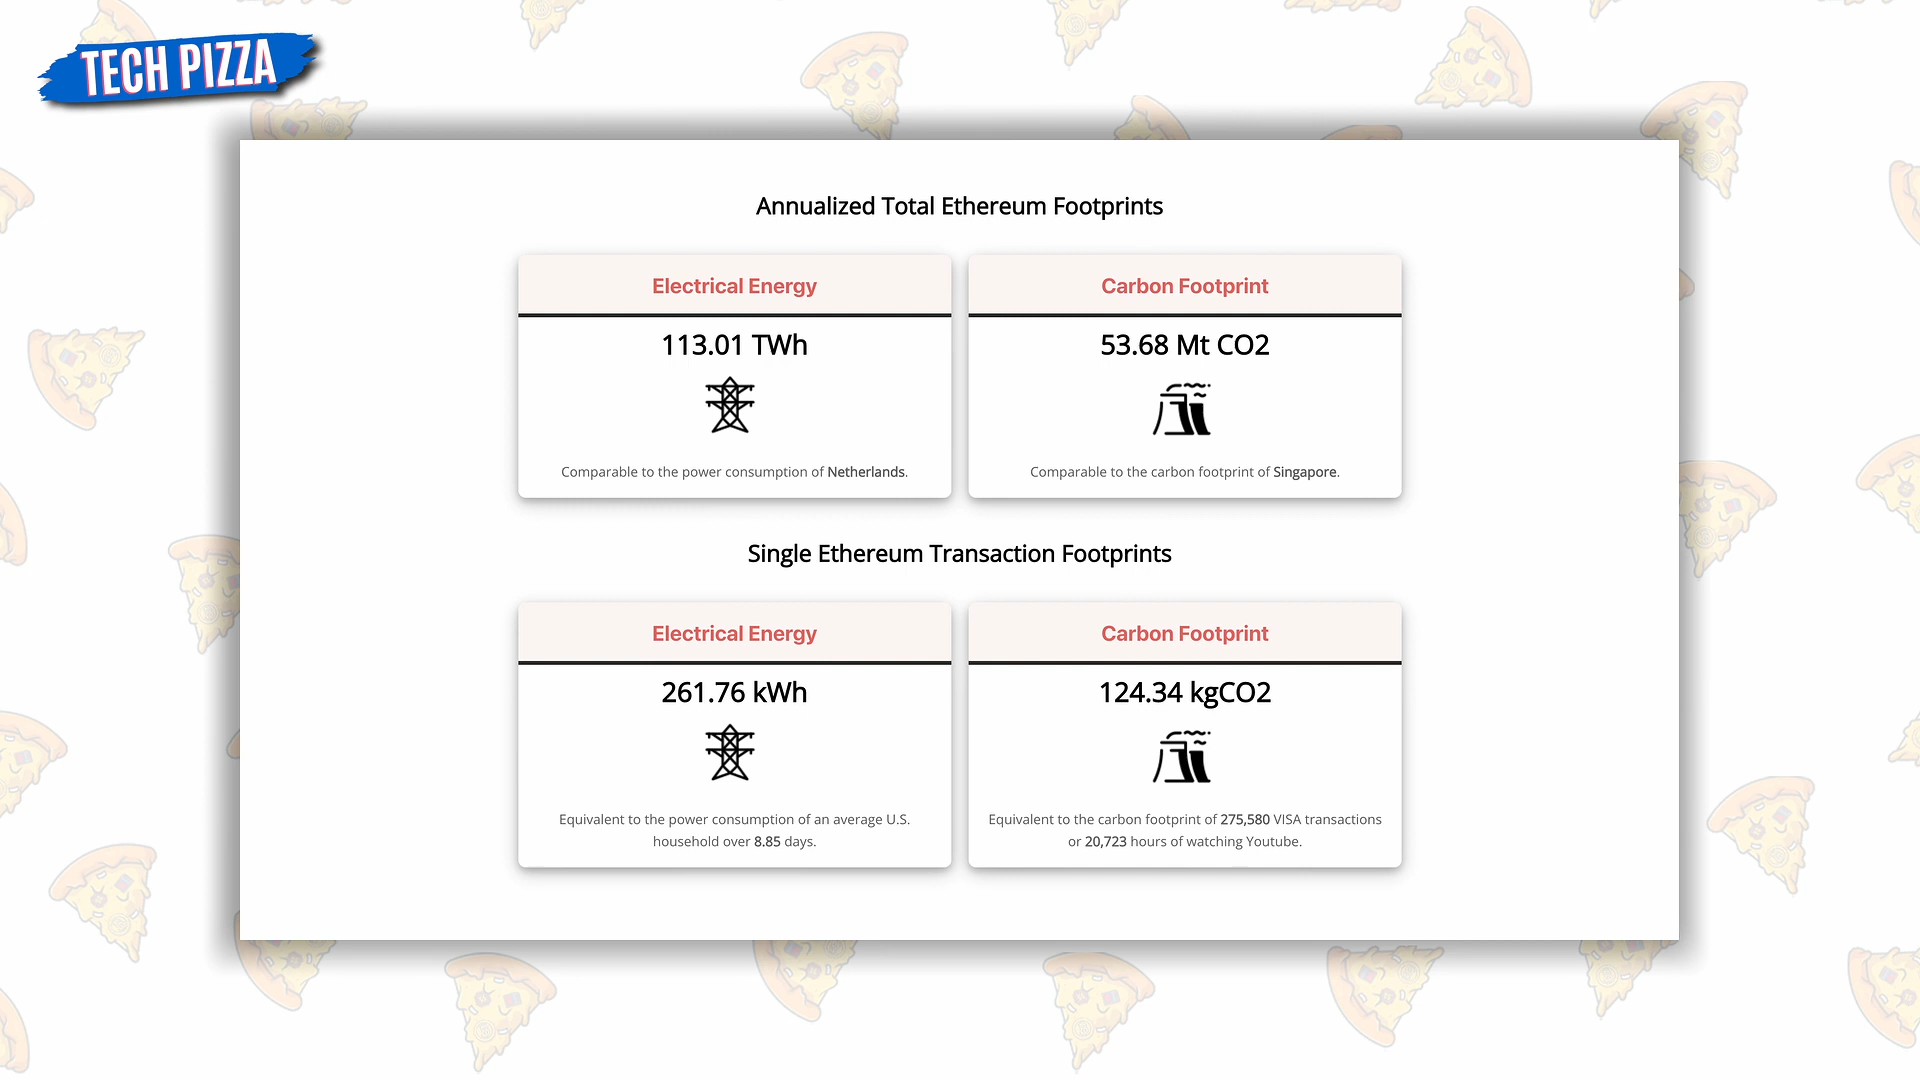 TECH PIZZA
Annualized Total Ethereum Footprints
Electrical Energy
113.01 TWh
Comparable to the power consumption of Netherlands.
Carbon Footprint
53.68 Mt CO2
Comparable to the carbon footprint of Singapore.
Single Ethereum Transaction Footprints
Electrical Energy
261.76 kWh
Equivalent to the power consumption of an average U.S.
household over 8.85 days.
Carbon Footprint
124.34 kgCO2
Equivalent to the carbon footprint of 275,580 VISA transactions
or 20,723 hours of watching Youtube.